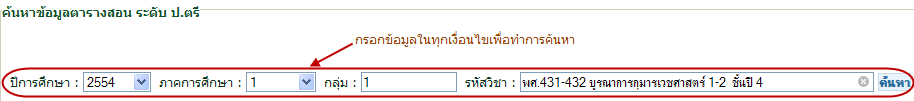 ค้นหาข้อมูลตารางสอน ระดับ ป.ตรี
กรอกข้อมูลในทุกเงื่อนไขเพื่อทำการค้นหา
ปีการศึกษา : 2554 ภาคการศึกษา : 1 กลุ่ม : 1 รหัสวิชา : พศ.431-432 บูรณาการกุมารเวชศาสตร์ 1-2 ชั้นปี 4 ค้นหา